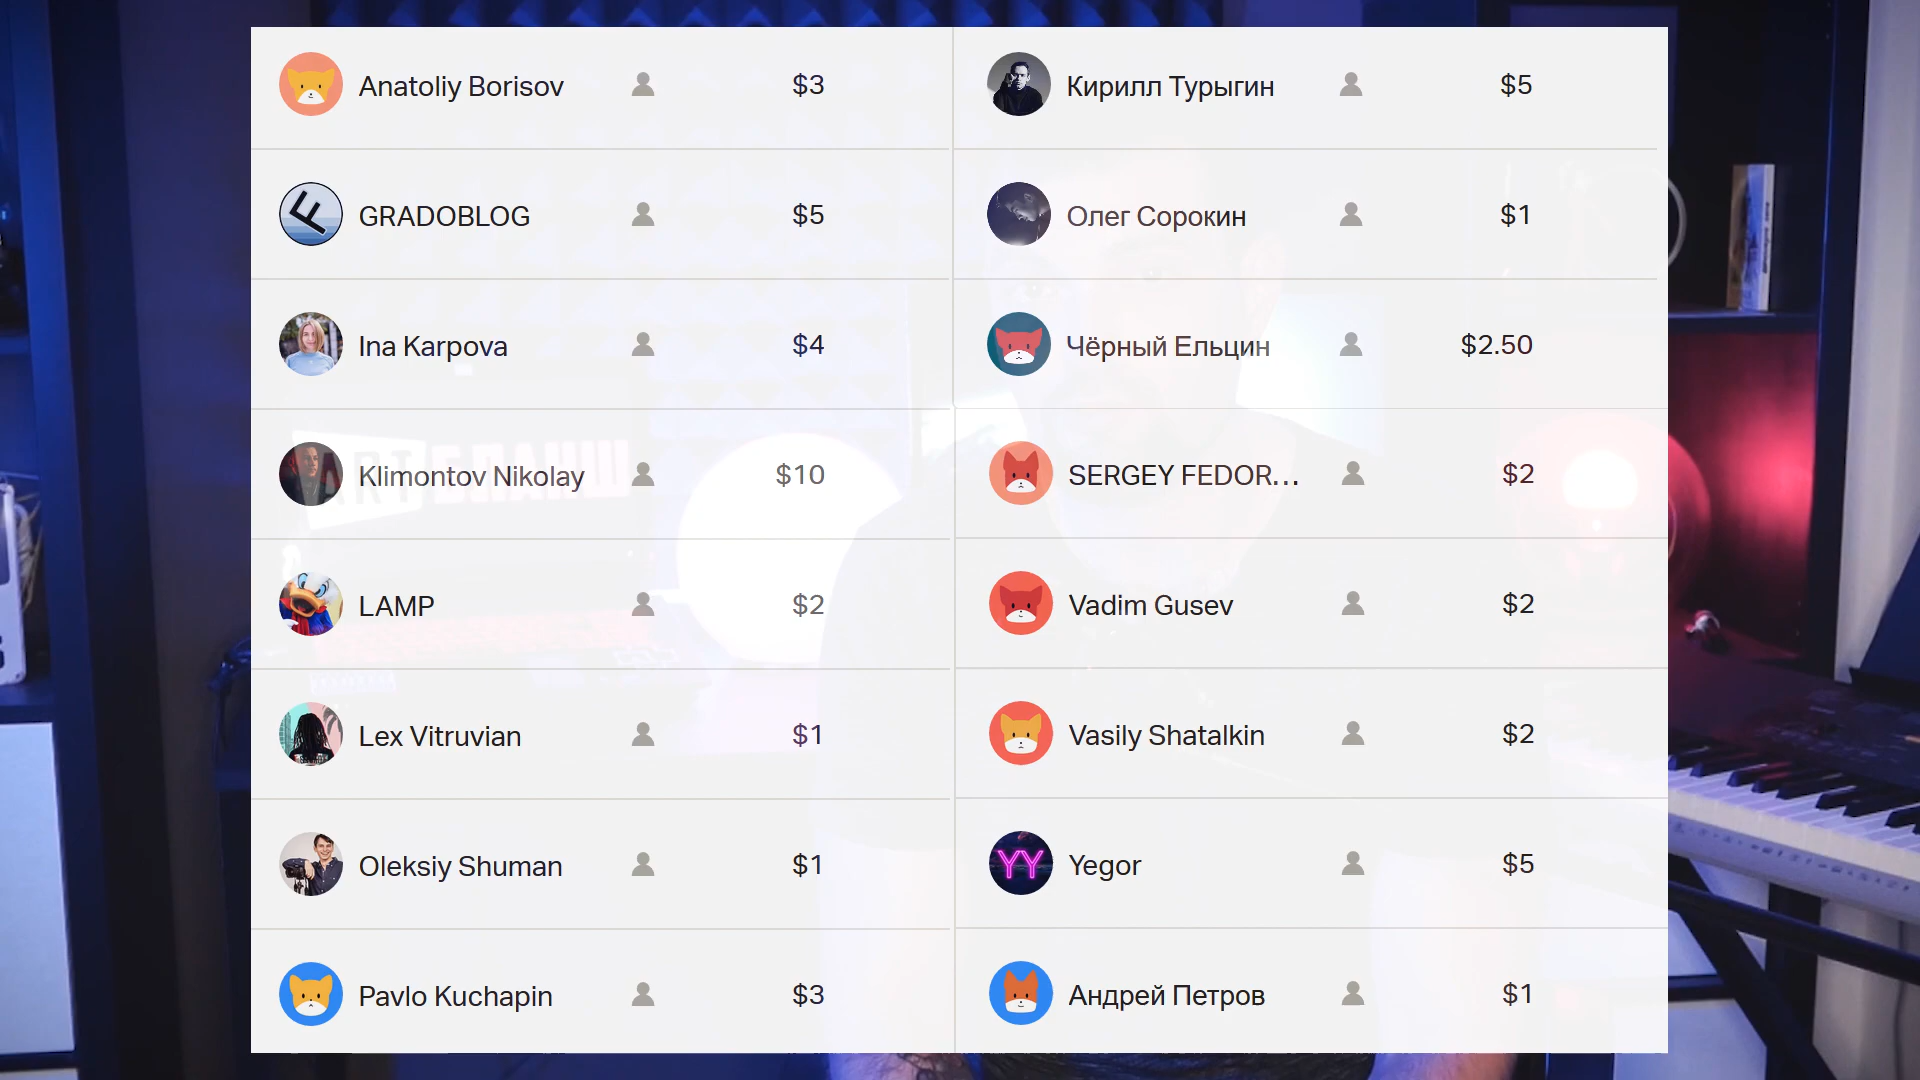 Anatoliy Borisov $3
GRADOBLOG $5
Ina Karpova $4
Klimontov Nikolay $10
LAMP $2
Lex Vitruvian $1
Oleksiy Shuman $1
Pavlo Kuchapin $3
Кирилл Турыгин $5
Олег Сорокин $1
Чёрный Ельцин $2.50
SERGEY FEDOR... $2
Vadim Gusev $2
Vasily Shatalkin $2
YY
Yegor $5
Андрей Петров $1